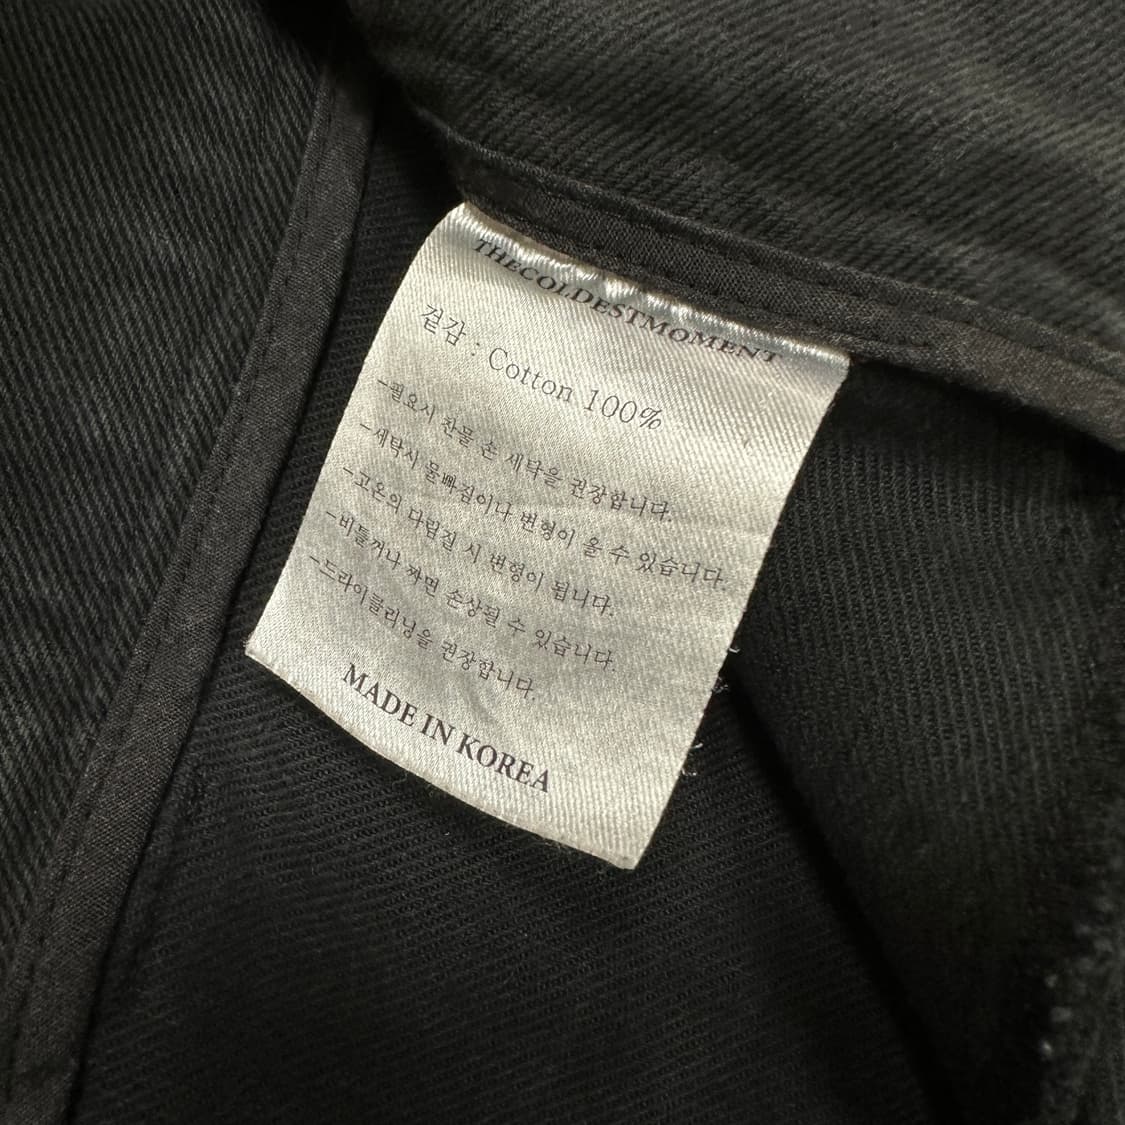 THECOLDESTMOMENT
겉감 : Cotton 100%
-필요시 찬물 손 세탁을 권장합니다.
-세탁시 물빠짐이나 변형이 올 수 있습니다.
-고온의 다림질 시 변형이 됩니다.
-비틀거나 짜면 손상될 수 있습니다.
-드라이클리닝을 권장합니다.
MADE IN KOREA